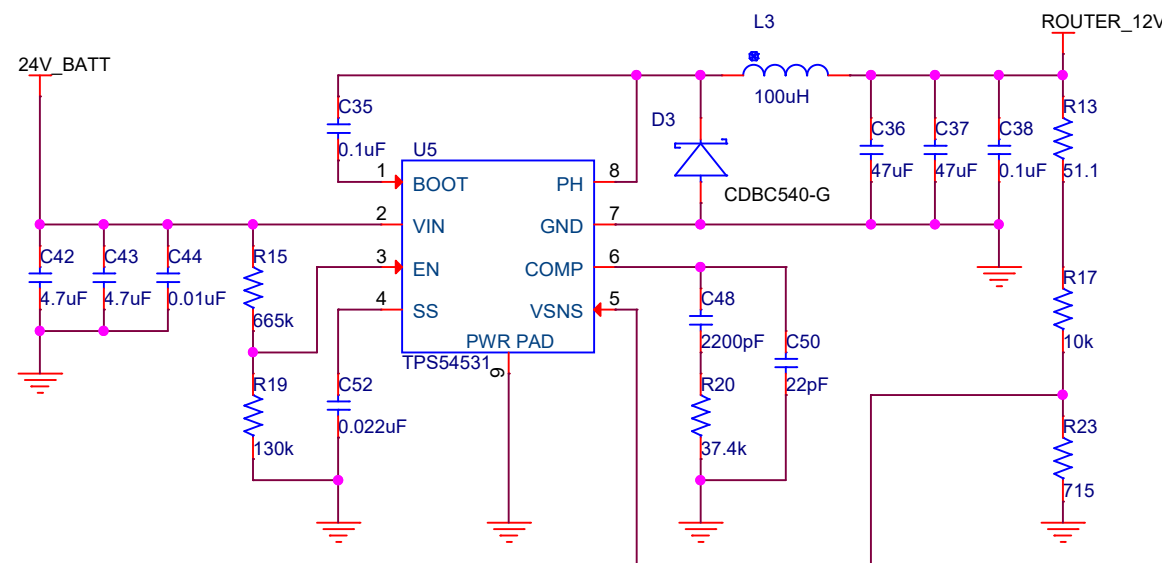 L3
ROUTER_12V
24V_BATT
100uH
C35
0.1uF
D3
C36
47uF
C37
47uF
C38
0.1uF
R13
51.1
U5
CDBC540-G
1
BOOT
PH
8
2
VIN
GND
7
3
EN
COMP
6
4
SS
VSNS
5
PWR PAD
TPS54531
9
C42
4.7uF
C43
4.7uF
C44
0.01uF
R15
665k
C48
2200pF
C50
22pF
R17
10k
R19
130k
C52
0.022uF
R20
37.4k
R23
715